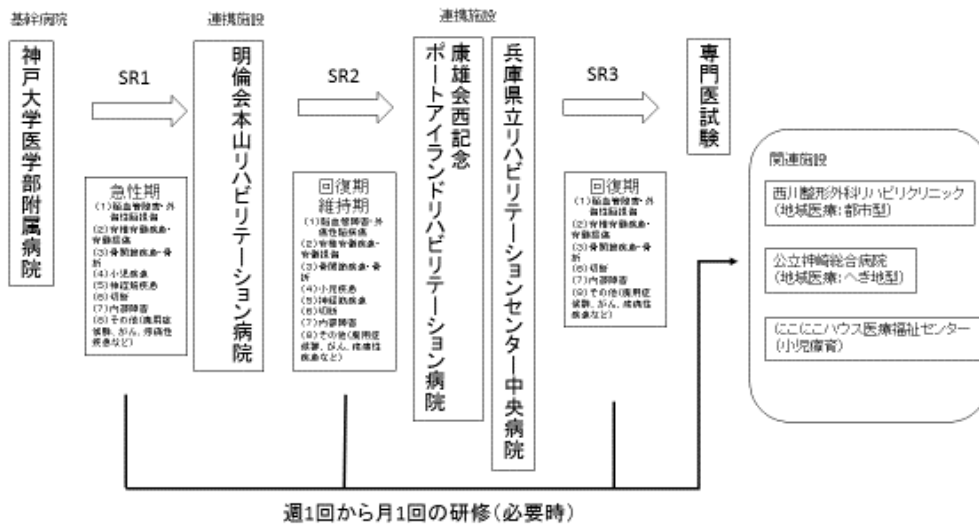 基幹病院
神戸大学医学部附属病院
SR1
急性期
(1)脳血管障害・外
傷性脳損傷
(2)脊椎脊髄疾患・
脊髄損傷
(3)骨関節疾患・骨
折
(4)小児疾患
(5)神経筋疾患
(6)切断
(7)内部障害
(8)その他(廃用症
候群、がん、疼痛性
疾患など)
連携施設
明倫会本山リハビリテーション病院
SR2
回復期
維持期
(1)脳血管障害・外
傷性脳損傷
(2)脊椎脊髄疾患・
脊髄損傷
(3)骨関節疾患・骨
折
(4)小児疾患
(5)神経筋疾患
(6)切断
(7)内部障害
(8)その他(廃用症
候群、がん、疼痛性
疾患など)
連携施設
康雄会西記念
ポートアイランドリハビリテーション病院
兵庫県立リハビリテーションセンター中央病院
SR3
回復期
(1)脳血管障害・外
傷性脳損傷
(2)脊椎脊髄疾患・
脊髄損傷
(3)骨関節疾患・骨
折
(6)切断
(7)内部障害
(8)その他(廃用症
候群、がん、疼痛性
疾患など)
専門医試験
関連施設
西川整形外科リハビリクリニック
(地域医療:都市型)
公立神崎総合病院
(地域医療:へき地型)
にこにこハウス医療福祉センター
(小児療育)
週1回から月1回の研修(必要時)